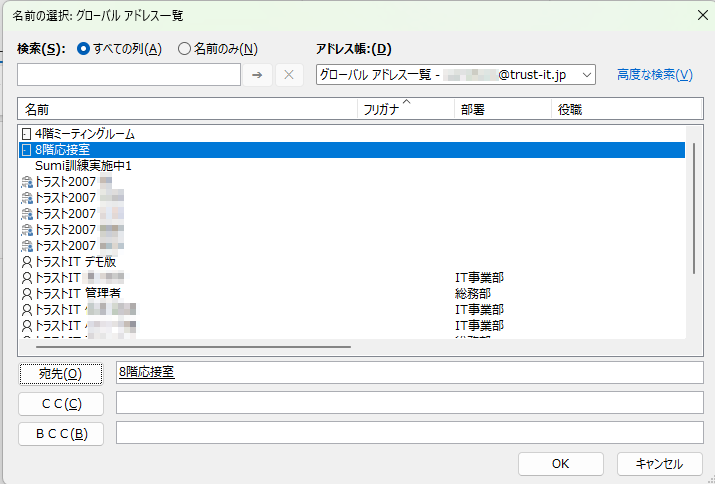 名前の選択: グローバル アドレス一覧
検索(S): すべての列(A) 名前のみ(N) アドレス帳:(D)
グローバル アドレス一覧 - @trust-it.jp 高度な検索(V)
名前 フリガナ 部署 役職
4階ミーティングルーム
8階応接室
Sumi訓練実施中1
トラスト2007
トラスト2007
トラスト2007
トラスト2007
トラスト2007
トラストIT デモ版
トラストIT IT事業部
トラストIT 管理者 総務部
トラストIT IT事業部
トラストIT IT事業部
宛先(O) 8階応接室
CC(C)
BCC(B)
OK キャンセル